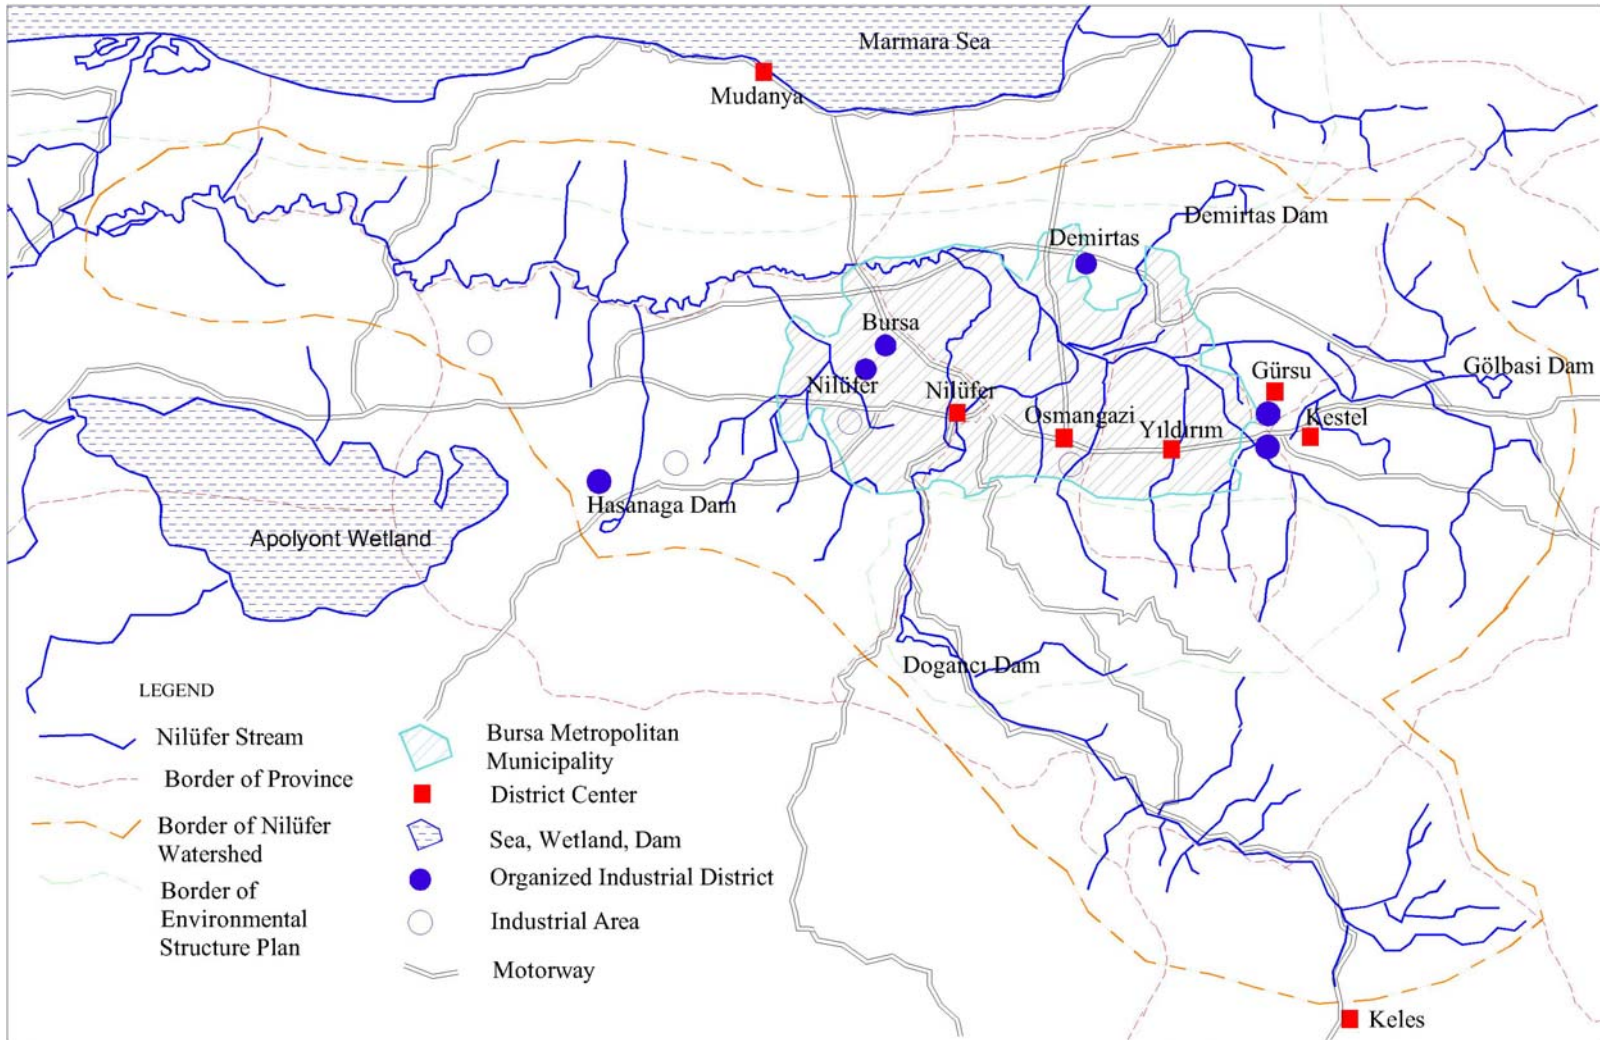 Marmara Sea
Mudanya
Demirtas Dam
Demirtas
Bursa
Gölbasi Dam
Gürsu
Nilüfer
Nilüfer
Osmangazi
Kestel
Yıldırım
Hasanaga Dam
Apolyont Wetland
Dogancı Dam
LEGEND
Nilüfer Stream
Border of Province
Border of Nilüfer
Watershed
Border of
Environmental
Structure Plan
Bursa Metropolitan
Municipality
District Center
Sea, Wetland, Dam
Organized Industrial District
Industrial Area
Motorway
Keles